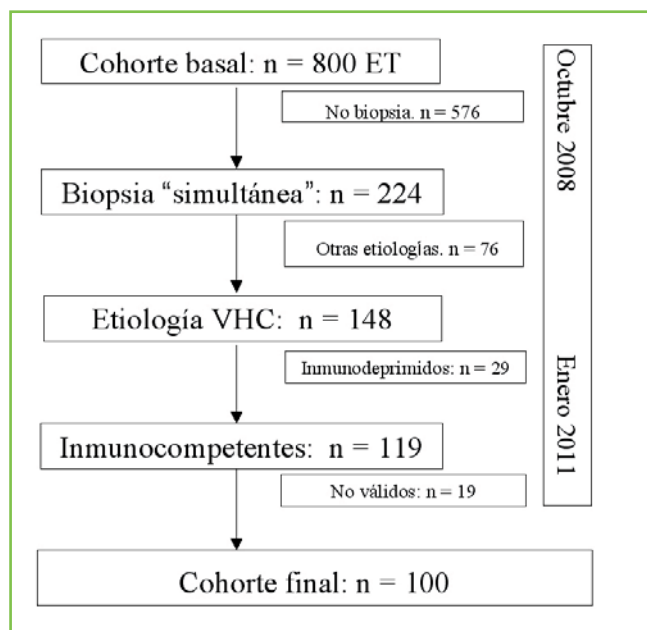 Cohorte basal: n = 800 ET
No biopsia. n = 576
Biopsia “simultánea”: n = 224
Otras etiologías. n = 76
Etiología VHC: n = 148
Inmunodeprimidos: n = 29
Inmunocompetentes: n = 119
No válidos: n = 19
Cohorte final: n = 100
Octubre 2008
Enero 2011